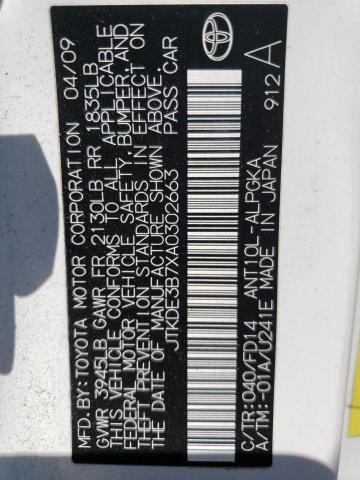 MFD. BY: TOYOTA MOTOR CORPORATION 04/09
GVWR 3945LB GAWR FR 2130LB RR 1835LB
THIS VEHICLE CONFORMS TO ALL APPLICABLE
FEDERAL MOTOR VEHICLE SAFETY, BUMPER, AND
THEFT PREVENTION STANDARDS IN EFFECT ON
THE DATE OF MANUFACTURE SHOWN ABOVE.
JTKDE3B7XA0302663 PASS CAR
C/TR: 040/FD14 ANT10L-ALPGKA
A/TM: -01A/U241E MADE IN JAPAN 912 A